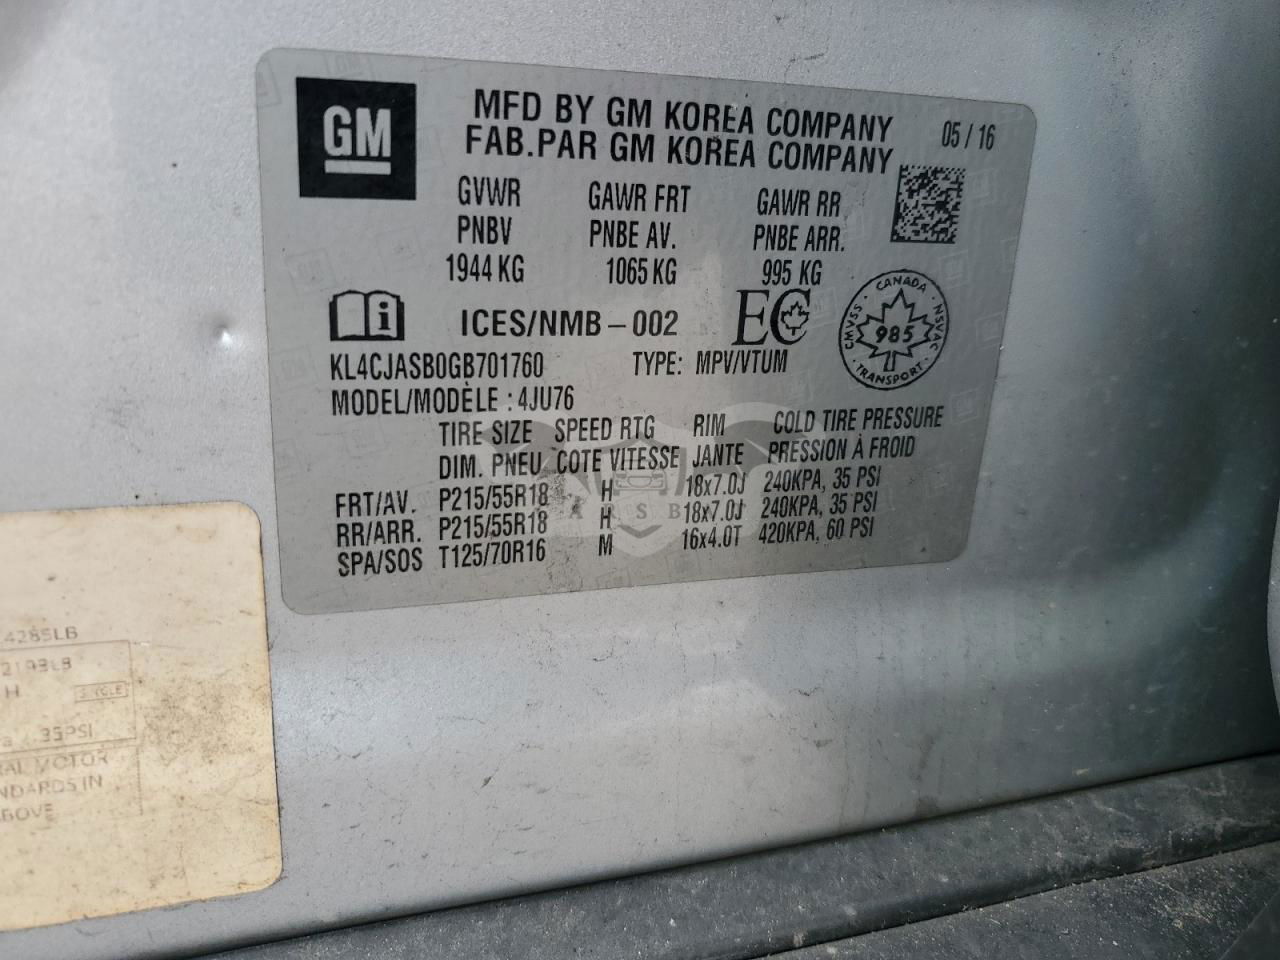 GM
MFD BY GM KOREA COMPANY 05 / 16
FAB.PAR GM KOREA COMPANY
GVWR GAWR FRT GAWR RR
PNBV PNBE AV. PNBE ARR.
1944 KG 1065 KG 995 KG
i ICES/NMB – 002 EC
CANADA
CMVSS · NSVAC
985
TRANSPORT
KL4CJASB0GB701760 TYPE: MPV/VTUM
MODEL/MODÈLE : 4JU76
TIRE SIZE SPEED RTG RIM COLD TIRE PRESSURE
DIM. PNEU COTE VITESSE JANTE PRESSION À FROID
FRT/AV. P215/55R18 H 18x7.0J 240KPA, 35 PSI
RR/ARR. P215/55R18 H 18x7.0J 240KPA, 35 PSI
SPA/SOS T125/70R16 M 16x4.0T 420KPA, 60 PSI
4285LB
2193LB
H SINGLE
35PSI
MOTOR
IN